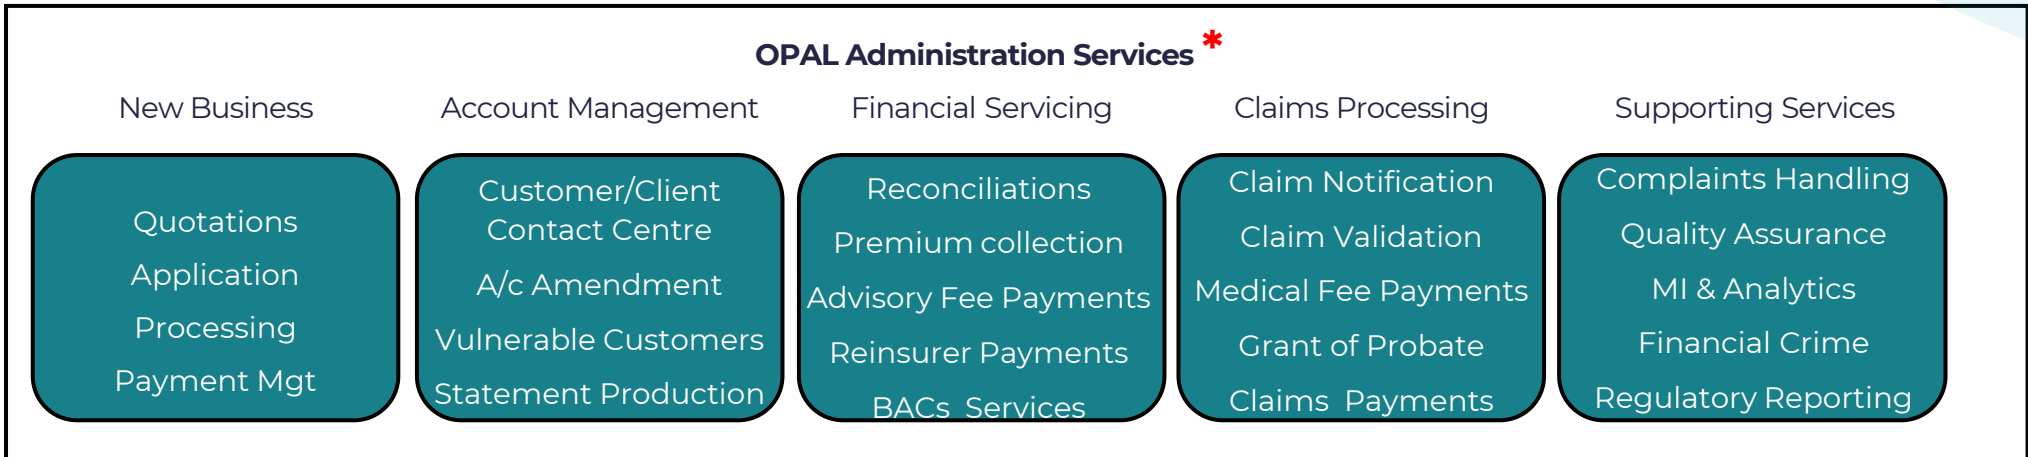 OPAL Administration Services *
New Business
Quotations
Application
Processing
Payment Mgt
Account Management
Customer/Client
Contact Centre
A/c Amendment
Vulnerable Customers
Statement Production
Financial Servicing
Reconciliations
Premium collection
Advisory Fee Payments
Reinsurer Payments
BACs Services
Claims Processing
Claim Notification
Claim Validation
Medical Fee Payments
Grant of Probate
Claims Payments
Supporting Services
Complaints Handling
Quality Assurance
MI & Analytics
Financial Crime
Regulatory Reporting